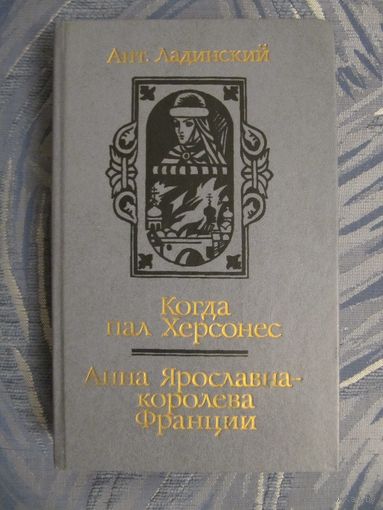 Ант. Ладинский
Когда
пал Херсонес
Анна Ярославна-
королева
Франции